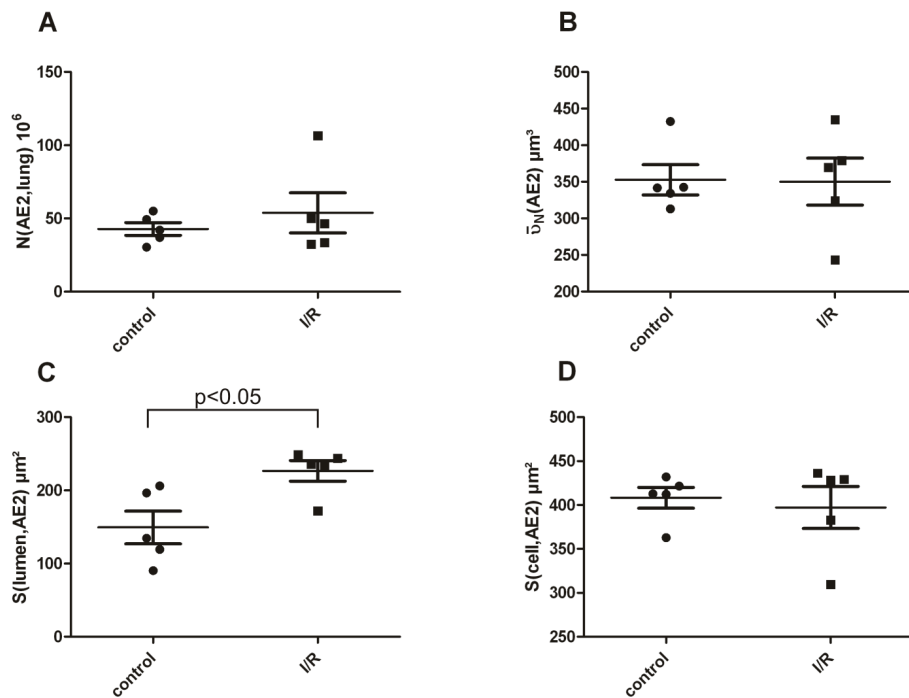 A
N(AE2,lung) 10⁶
150
100
50
0
control
I/R
B
ῡN(AE2) µm³
500
450
400
350
300
250
200
control
I/R
C
p<0.05
S(lumen,AE2) µm²
300
200
100
0
control
I/R
D
S(cell,AE2) µm²
500
450
400
350
300
250
control
I/R